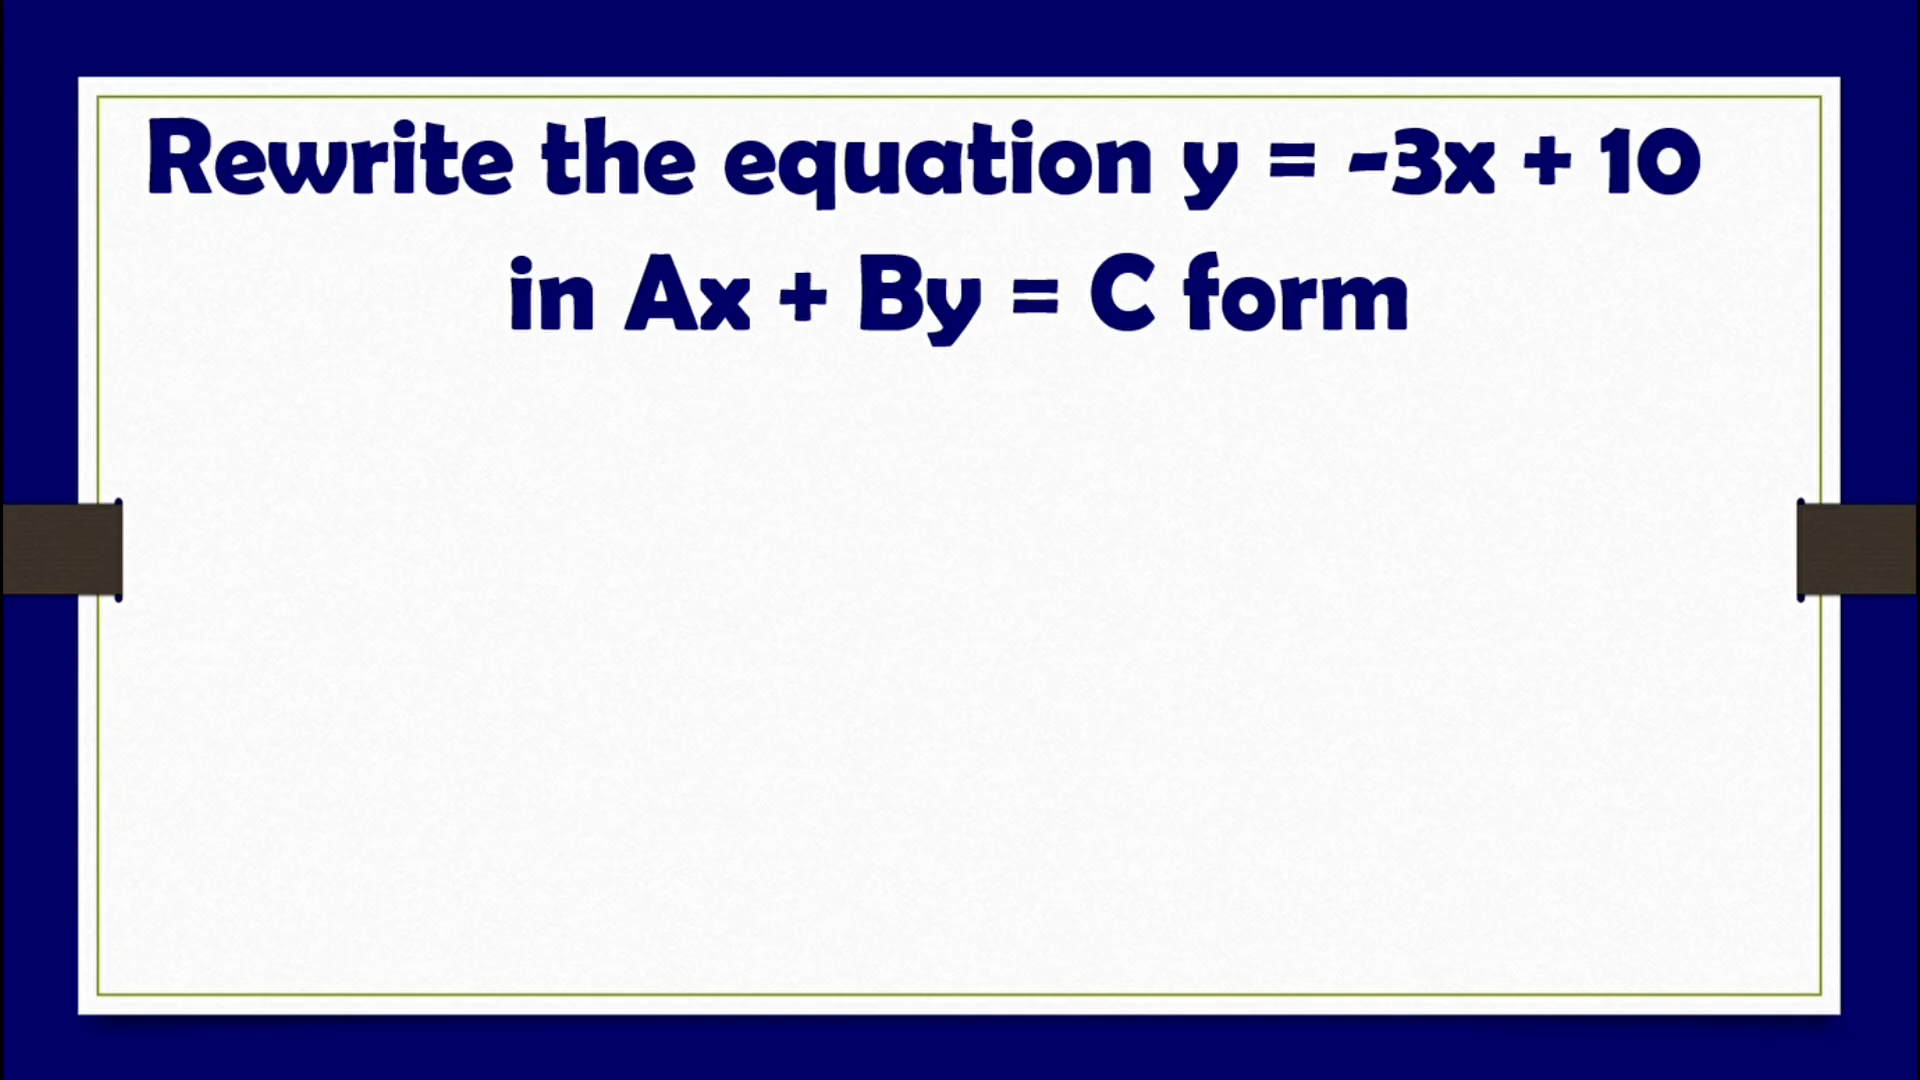 Rewrite the equation y = -3x + 10
in Ax + By = C form